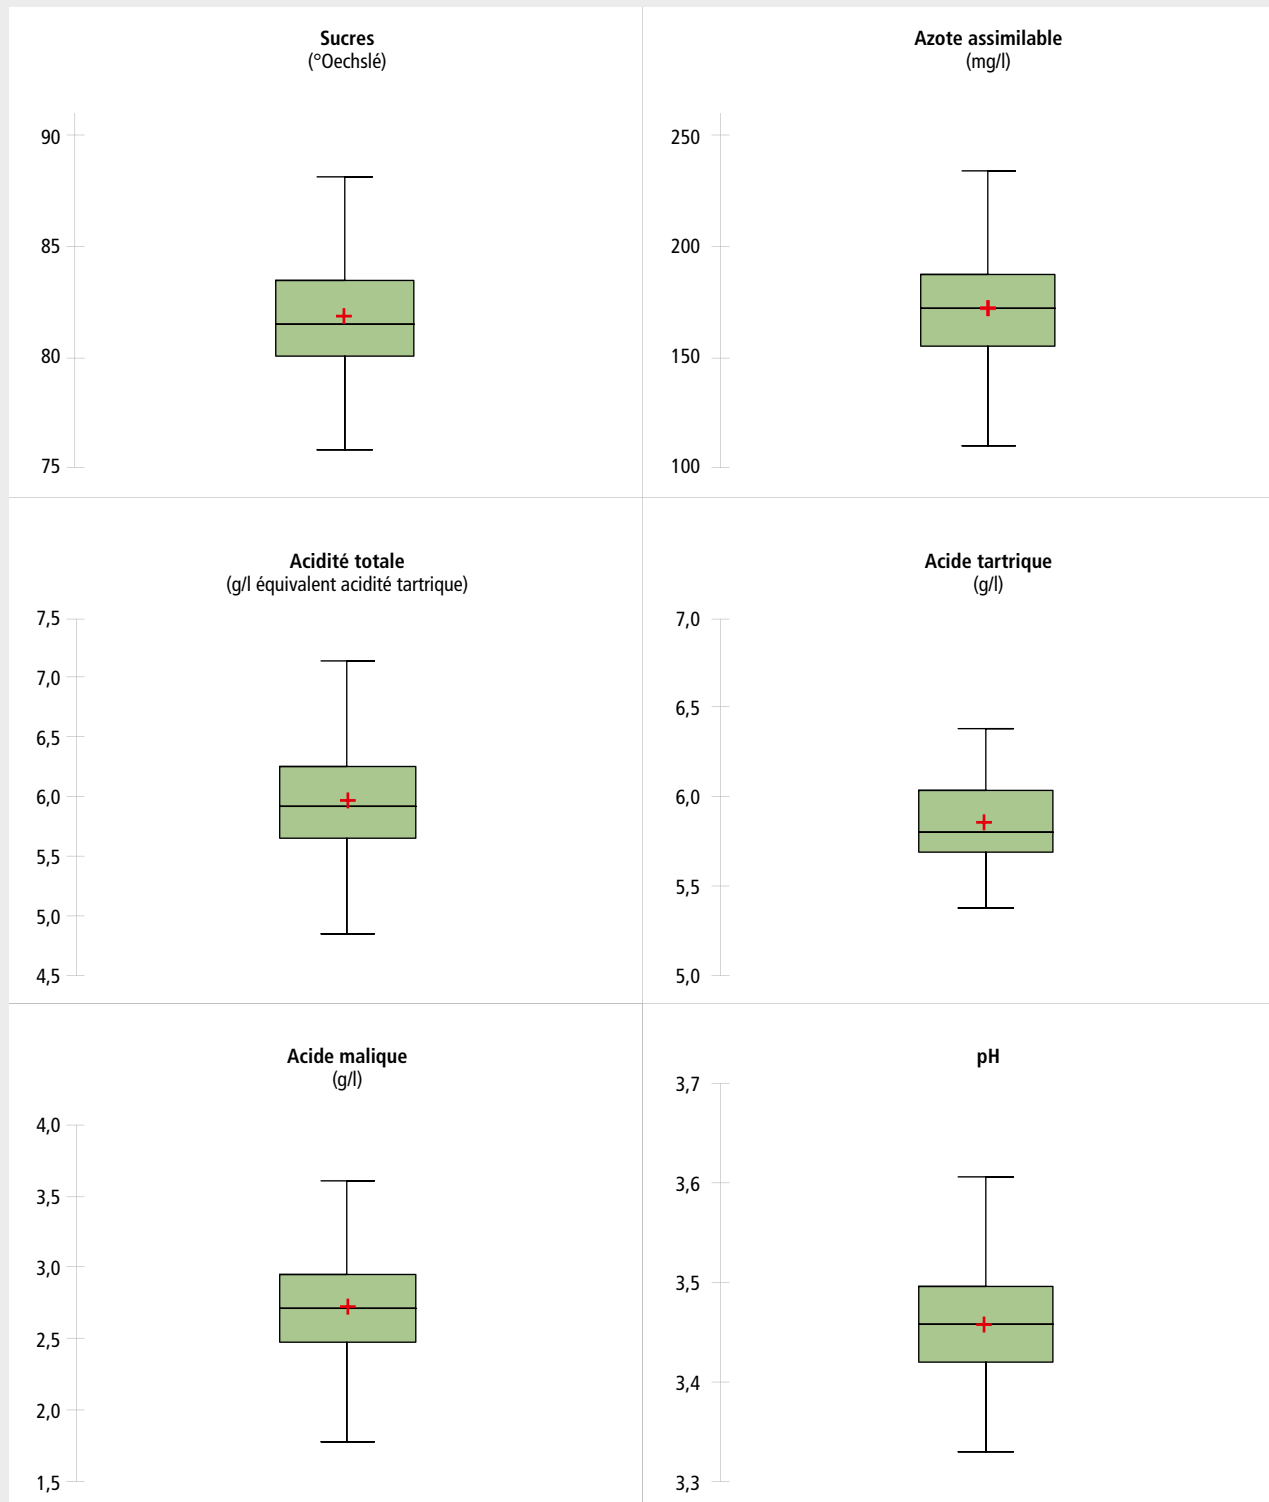 Sucres
(°Oechslé)
90
85
80
75
Azote assimilable
(mg/l)
250
200
150
100
Acidité totale
(g/l équivalent acidité tartrique)
7,5
7,0
6,5
6,0
5,5
5,0
4,5
Acide tartrique
(g/l)
7,0
6,5
6,0
5,5
5,0
Acide malique
(g/l)
4,0
3,5
3,0
2,5
2,0
1,5
pH
3,7
3,6
3,5
3,4
3,3